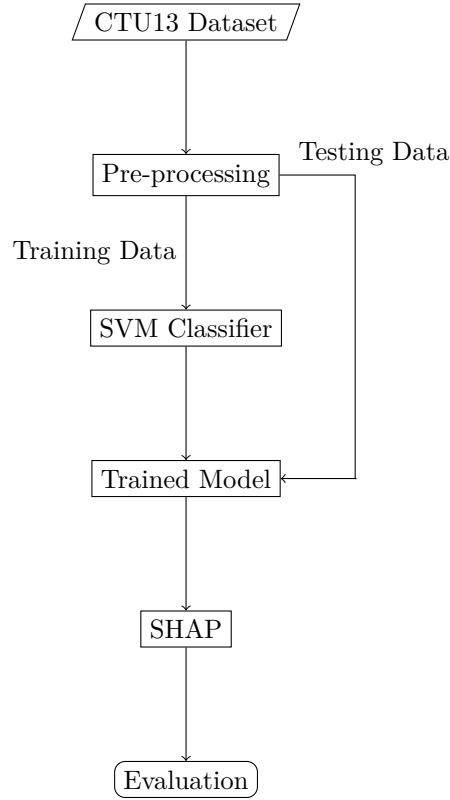 CTU13 Dataset
Testing Data
Pre-processing
Training Data
SVM Classifier
Trained Model
SHAP
Evaluation